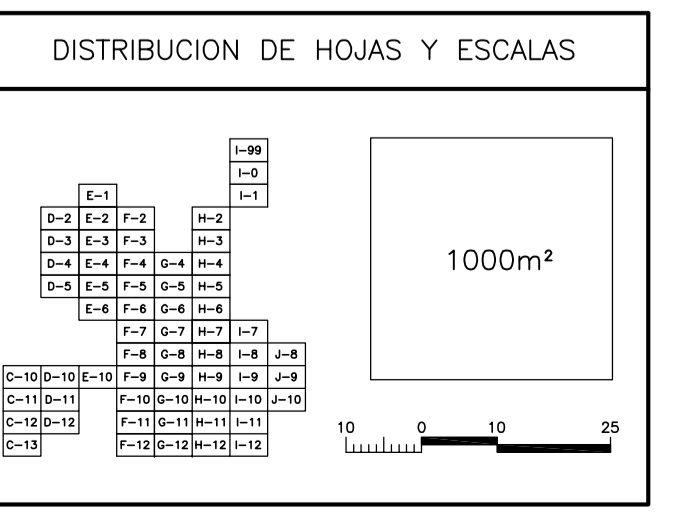 DISTRIBUCION DE HOJAS Y ESCALAS
I-99
I-0
E-1 I-1
D-2 E-2 F-2 H-2
D-3 E-3 F-3 H-3
D-4 E-4 F-4 G-4 H-4
D-5 E-5 F-5 G-5 H-5
E-6 F-6 G-6 H-6
F-7 G-7 H-7 I-7
F-8 G-8 H-8 I-8 J-8
C-10 D-10 E-10 F-9 G-9 H-9 I-9 J-9
C-11 D-11 F-10 G-10 H-10 I-10 J-10
C-12 D-12 F-11 G-11 H-11 I-11
C-13 F-12 G-12 H-12 I-12
1000m²
10 0 10 25